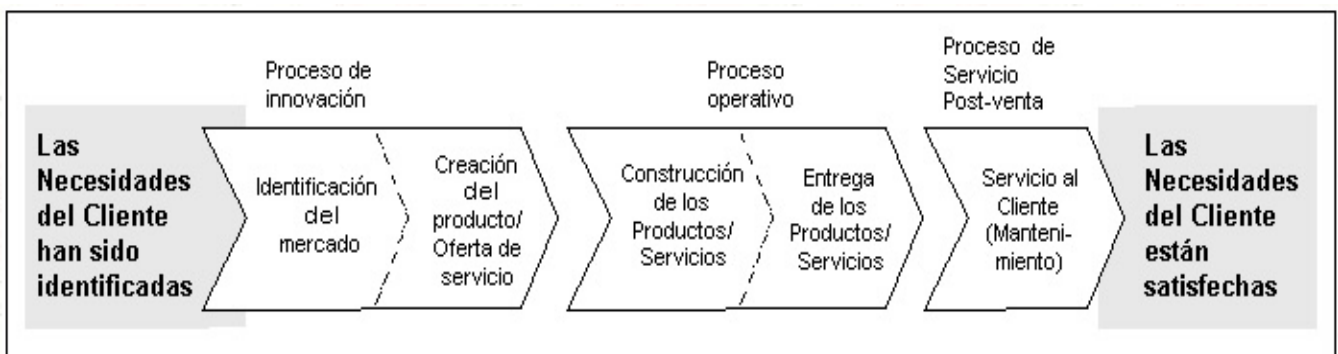 Proceso de
innovación
Proceso
operativo
Proceso de
Servicio
Post-venta
Las
Necesidades
del Cliente
han sido
identificadas
Identificación
del
mercado
Creación
del
producto/
Oferta de
servicio
Construcción
de los
Productos/
Servicios
Entrega
de los
Productos/
Servicios
Servicio al
Cliente
(Manteni-
miento)
Las
Necesidades
del Cliente
están
satisfechas